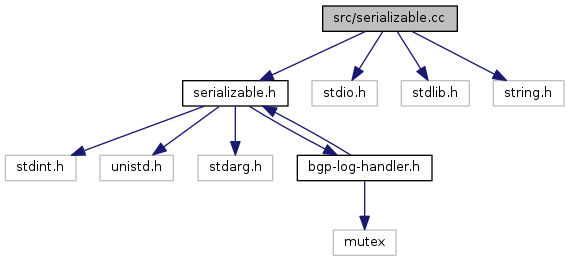 src/serializable.cc
serializable.h
stdio.h
stdlib.h
string.h
stdint.h
unistd.h
stdarg.h
bgp-log-handler.h
mutex